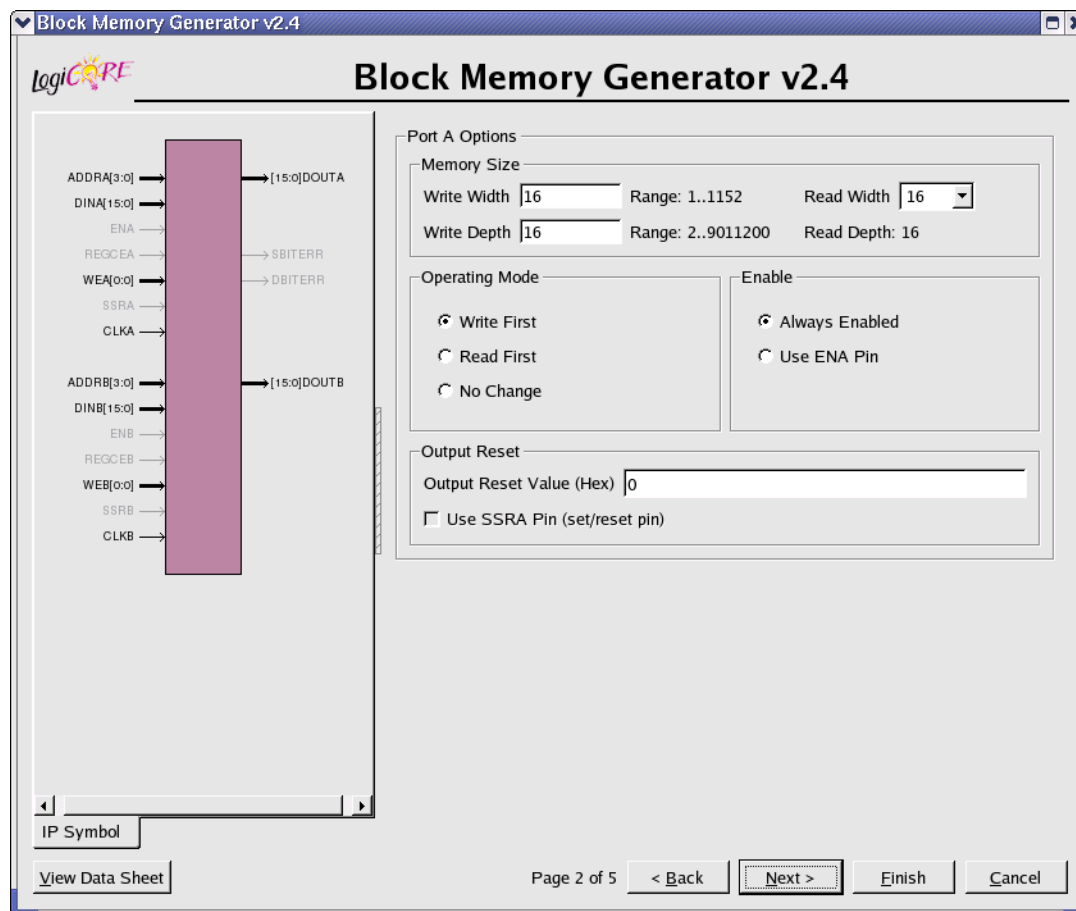 Block Memory Generator v2.4
LogiCORE
Block Memory Generator v2.4
ADDRA[3:0]
[15:0]DOUTA
DINA[15:0]
ENA
REGCEA
SBITERR
WEA[0:0]
DBITERR
SSRA
CLKA
ADDRB[3:0]
[15:0]DOUTB
DINB[15:0]
ENB
REGCEB
WEB[0:0]
SSRB
CLKB
IP Symbol
Port A Options
Memory Size
Write Width 16 Range: 1..1152 Read Width 16
Write Depth 16 Range: 2..9011200 Read Depth: 16
Operating Mode
Write First
Read First
No Change
Enable
Always Enabled
Use ENA Pin
Output Reset
Output Reset Value (Hex) 0
Use SSRA Pin (set/reset pin)
View Data Sheet Page 2 of 5 < Back Next > Finish Cancel